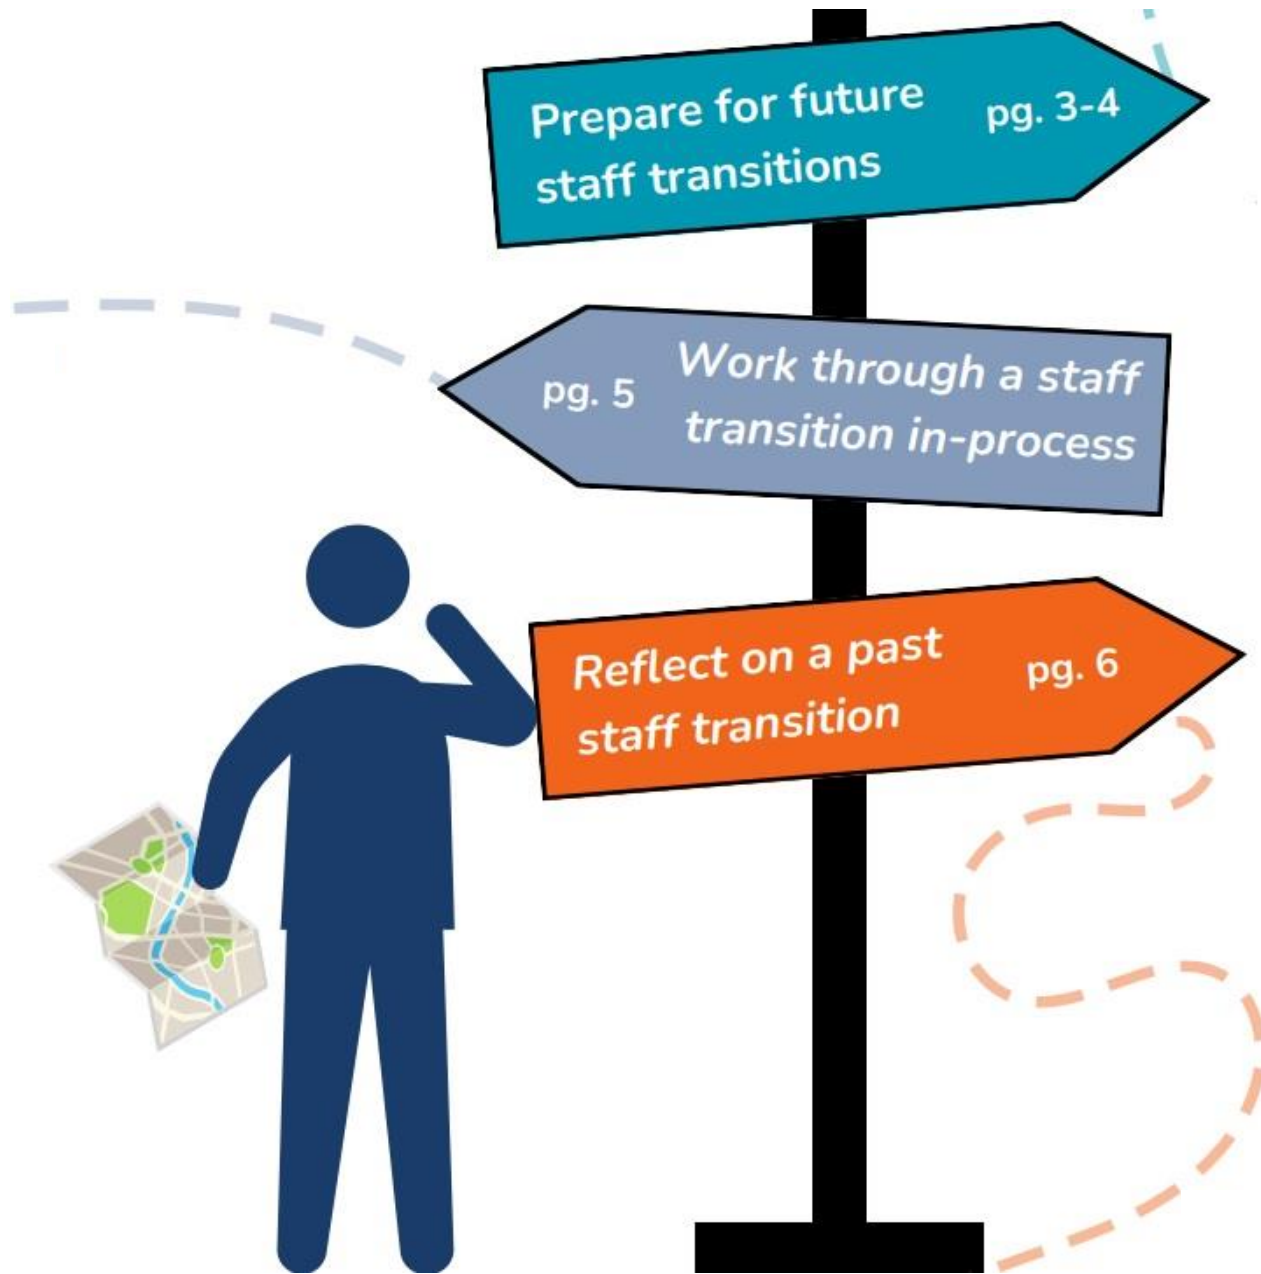 Prepare for future
staff transitions
pg. 3-4
Work through a staff
transition in-process
pg. 5
Reflect on a past
staff transition
pg. 6